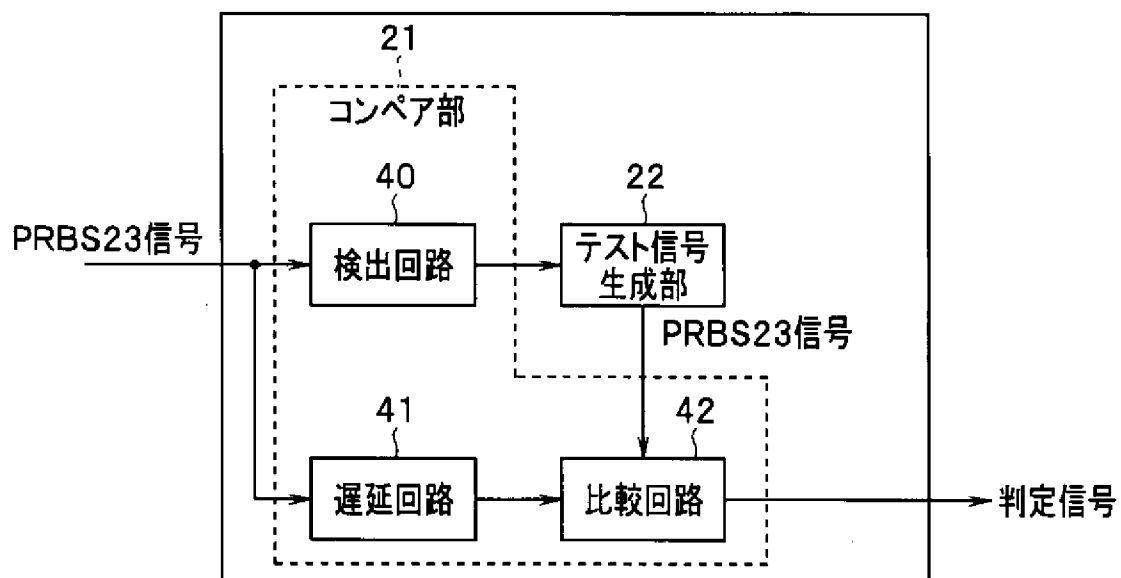 21
コンペア部
40
22
PRBS23信号
検出回路
テスト信号
生成部
PRBS23信号
41
42
遅延回路
比較回路
判定信号